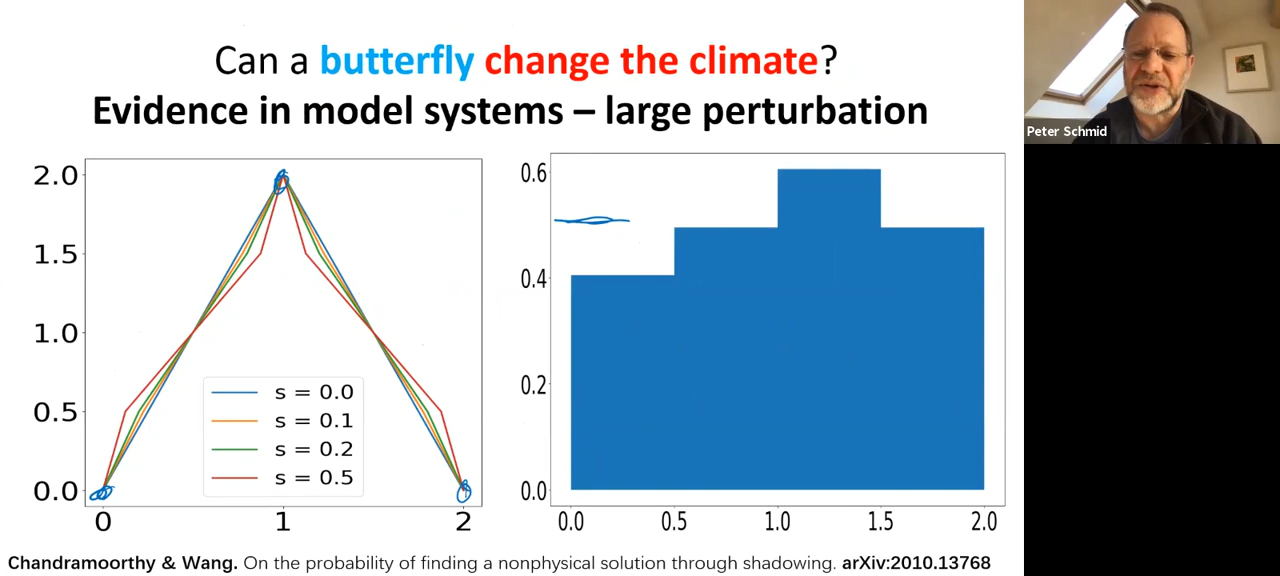 Can a butterfly change the climate?
Evidence in model systems – large perturbation
Peter Schmid
2.0
1.5
1.0
0.5
0.0
0 1 2
s = 0.0
s = 0.1
s = 0.2
s = 0.5
0.6
0.4
0.2
0.0
0.0 0.5 1.0 1.5 2.0
Chandramoorthy & Wang. On the probability of finding a nonphysical solution through shadowing. arXiv:2010.13768